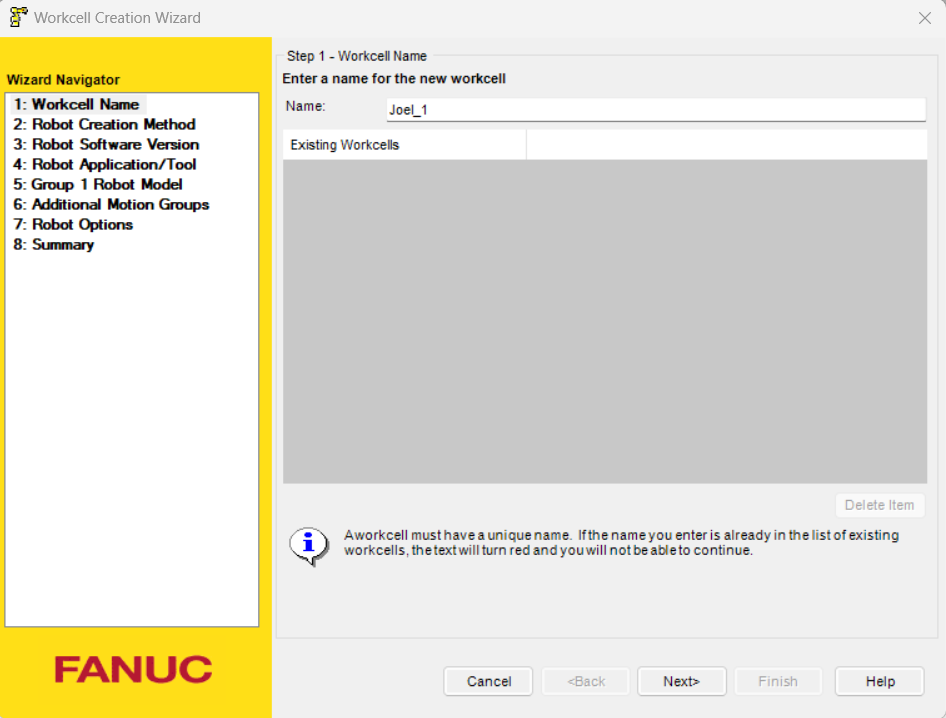 Workcell Creation Wizard
Wizard Navigator
1: Workcell Name
2: Robot Creation Method
3: Robot Software Version
4: Robot Application/Tool
5: Group 1 Robot Model
6: Additional Motion Groups
7: Robot Options
8: Summary
FANUC
Step 1 - Workcell Name
Enter a name for the new workcell
Name: Joel_1
Existing Workcells
Delete Item
A workcell must have a unique name. If the name you enter is already in the list of existing
workcells, the text will turn red and you will not be able to continue.
Cancel <Back Next> Finish Help